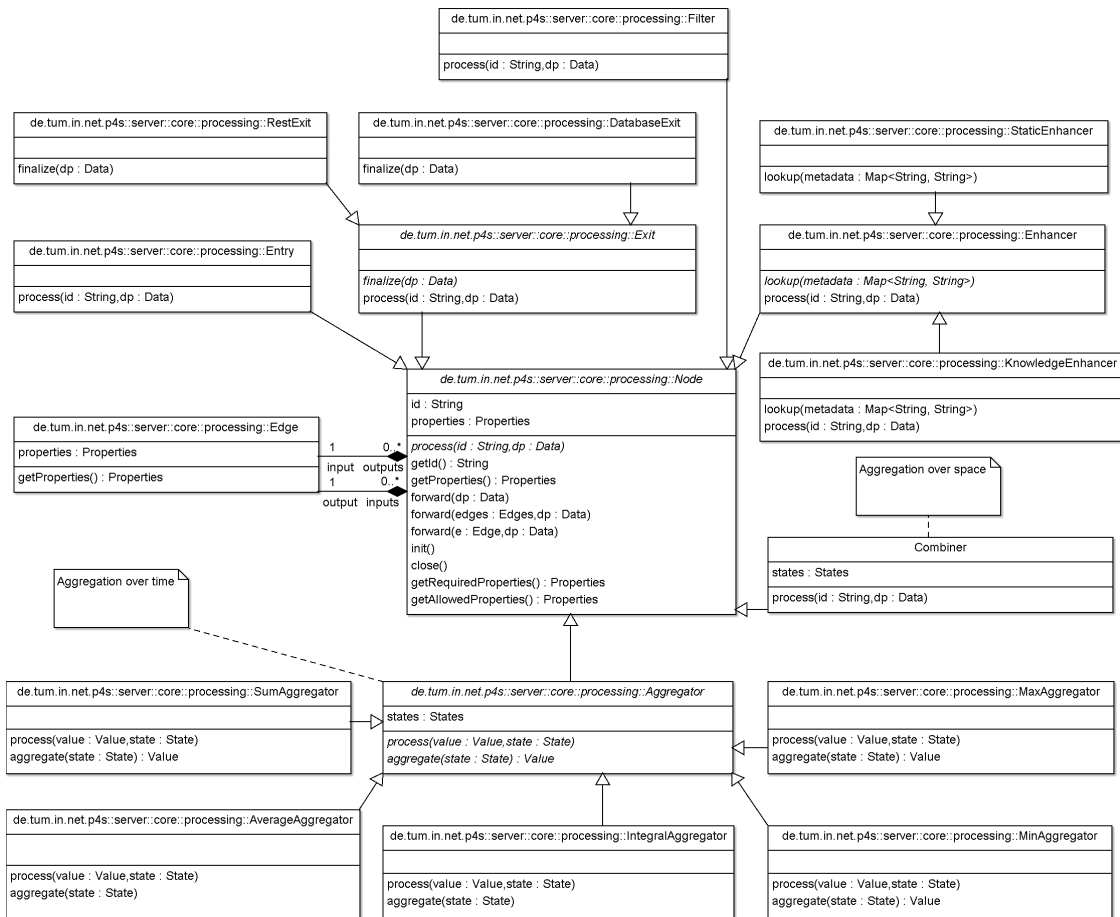 de.tum.in.net.p4s::server::core::processing::Filter
process(id : String,dp : Data)
de.tum.in.net.p4s::server::core::processing::RestExit
finalize(dp : Data)
de.tum.in.net.p4s::server::core::processing::DatabaseExit
finalize(dp : Data)
de.tum.in.net.p4s::server::core::processing::StaticEnhancer
lookup(metadata : Map<String, String>)
de.tum.in.net.p4s::server::core::processing::Entry
process(id : String,dp : Data)
de.tum.in.net.p4s::server::core::processing::Exit
finalize(dp : Data)
process(id : String,dp : Data)
de.tum.in.net.p4s::server::core::processing::Enhancer
lookup(metadata : Map<String, String>)
process(id : String,dp : Data)
de.tum.in.net.p4s::server::core::processing::KnowledgeEnhancer
lookup(metadata : Map<String, String>)
process(id : String,dp : Data)
de.tum.in.net.p4s::server::core::processing::Edge
properties : Properties
getProperties() : Properties
1
0..*
input
outputs
1
0..*
output
inputs
de.tum.in.net.p4s::server::core::processing::Node
id : String
properties : Properties
process(id : String,dp : Data)
getId() : String
getProperties() : Properties
forward(dp : Data)
forward(edges : Edges,dp : Data)
forward(e : Edge,dp : Data)
init()
close()
getRequiredProperties() : Properties
getAllowedProperties() : Properties
Aggregation over space
Combiner
states : States
process(id : String,dp : Data)
Aggregation over time
de.tum.in.net.p4s::server::core::processing::SumAggregator
process(value : Value,state : State)
aggregate(state : State) : Value
de.tum.in.net.p4s::server::core::processing::Aggregator
states : States
process(value : Value,state : State)
aggregate(state : State) : Value
de.tum.in.net.p4s::server::core::processing::MaxAggregator
process(value : Value,state : State)
aggregate(state : State) : Value
de.tum.in.net.p4s::server::core::processing::AverageAggregator
process(value : Value,state : State)
aggregate(state : State)
de.tum.in.net.p4s::server::core::processing::IntegralAggregator
process(value : Value,state : State)
aggregate(state : State)
de.tum.in.net.p4s::server::core::processing::MinAggregator
process(value : Value,state : State)
aggregate(state : State) : Value